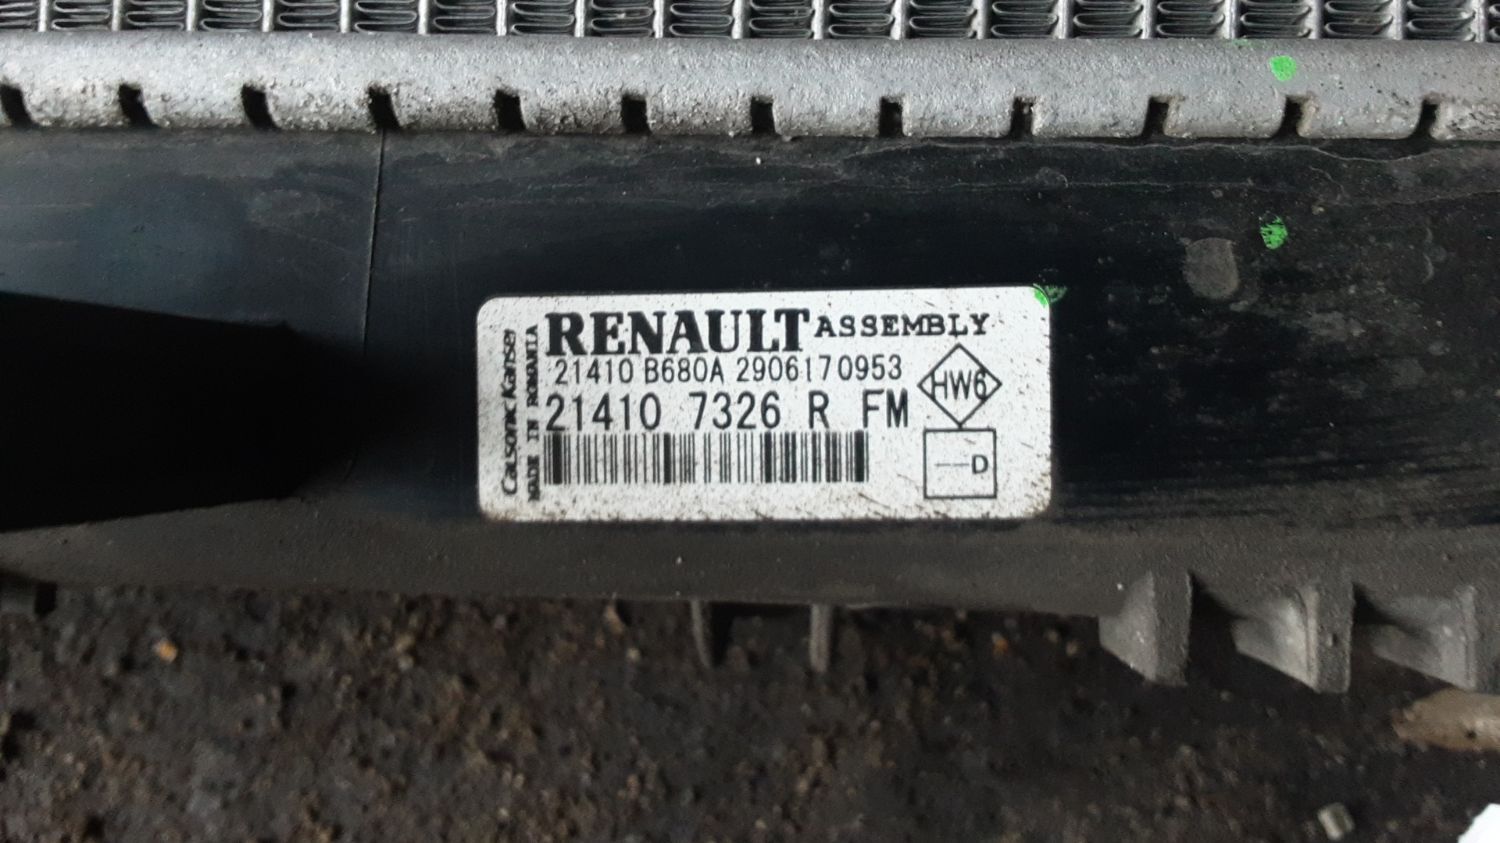 RENAULT ASSEMBLY
21410 B680A 2906170953
21410 7326 R FM
HW6
—D
Calsonic Kansei
MADE IN ROMANIA